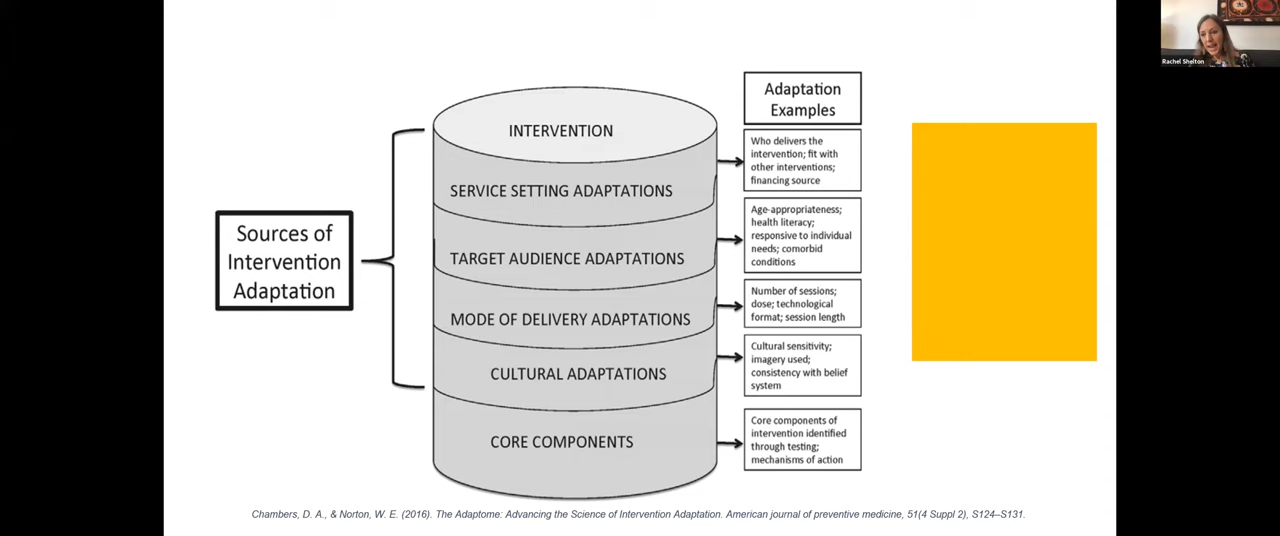 Rachel Shelton
Adaptation
Examples
INTERVENTION
Who delivers the
intervention; fit with
other interventions;
financing source
SERVICE SETTING ADAPTATIONS
Age-appropriateness;
health literacy;
responsive to individual
needs; comorbid
conditions
Sources of
Intervention
Adaptation
TARGET AUDIENCE ADAPTATIONS
Number of sessions;
dose; technological
format; session length
MODE OF DELIVERY ADAPTATIONS
Cultural sensitivity;
imagery used;
consistency with belief
system
CULTURAL ADAPTATIONS
Core components of
intervention identified
through testing;
mechanisms of action
CORE COMPONENTS
Chambers, D. A., & Norton, W. E. (2016). The Adaptome: Advancing the Science of Intervention Adaptation. American journal of preventive medicine, 51(4 Suppl 2), S124–S131.